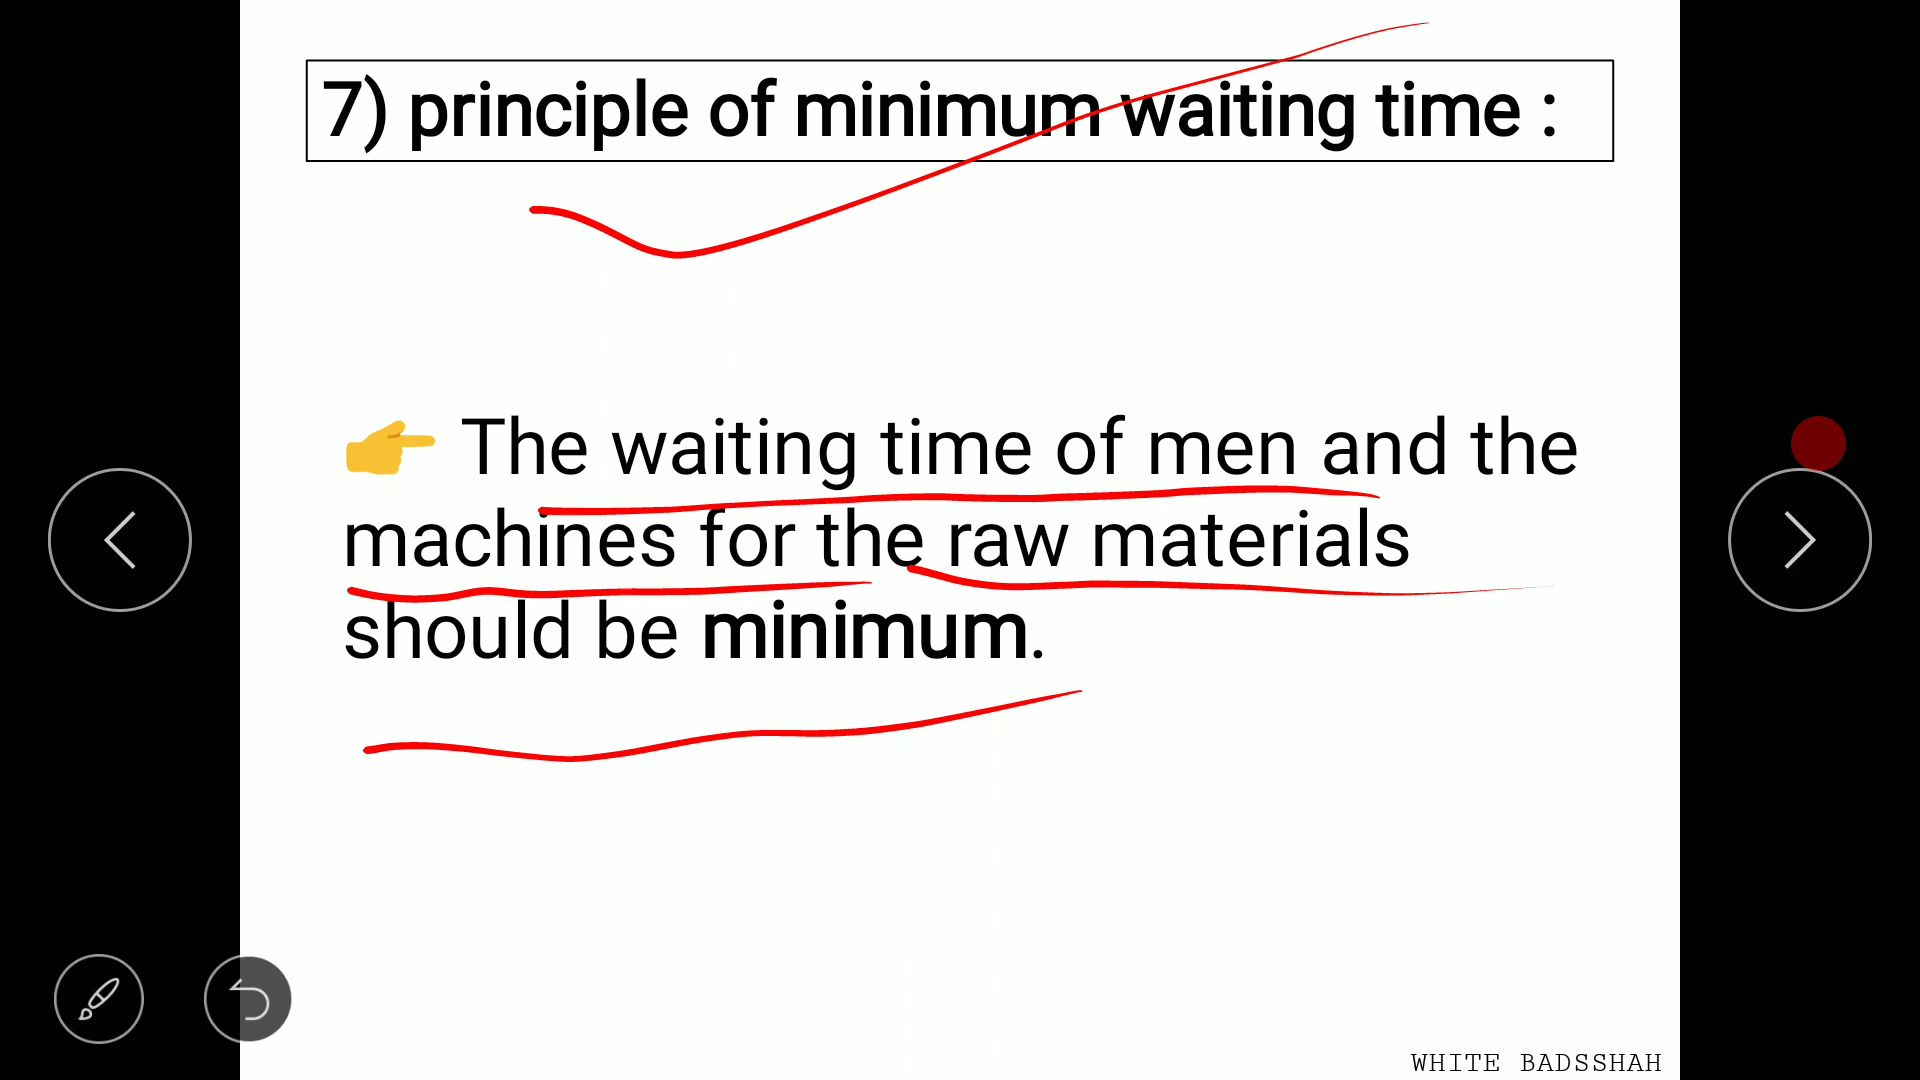 7) principle of minimum waiting time :
👉 The waiting time of men and the
machines for the raw materials
should be minimum.
WHITE BADSSHAH